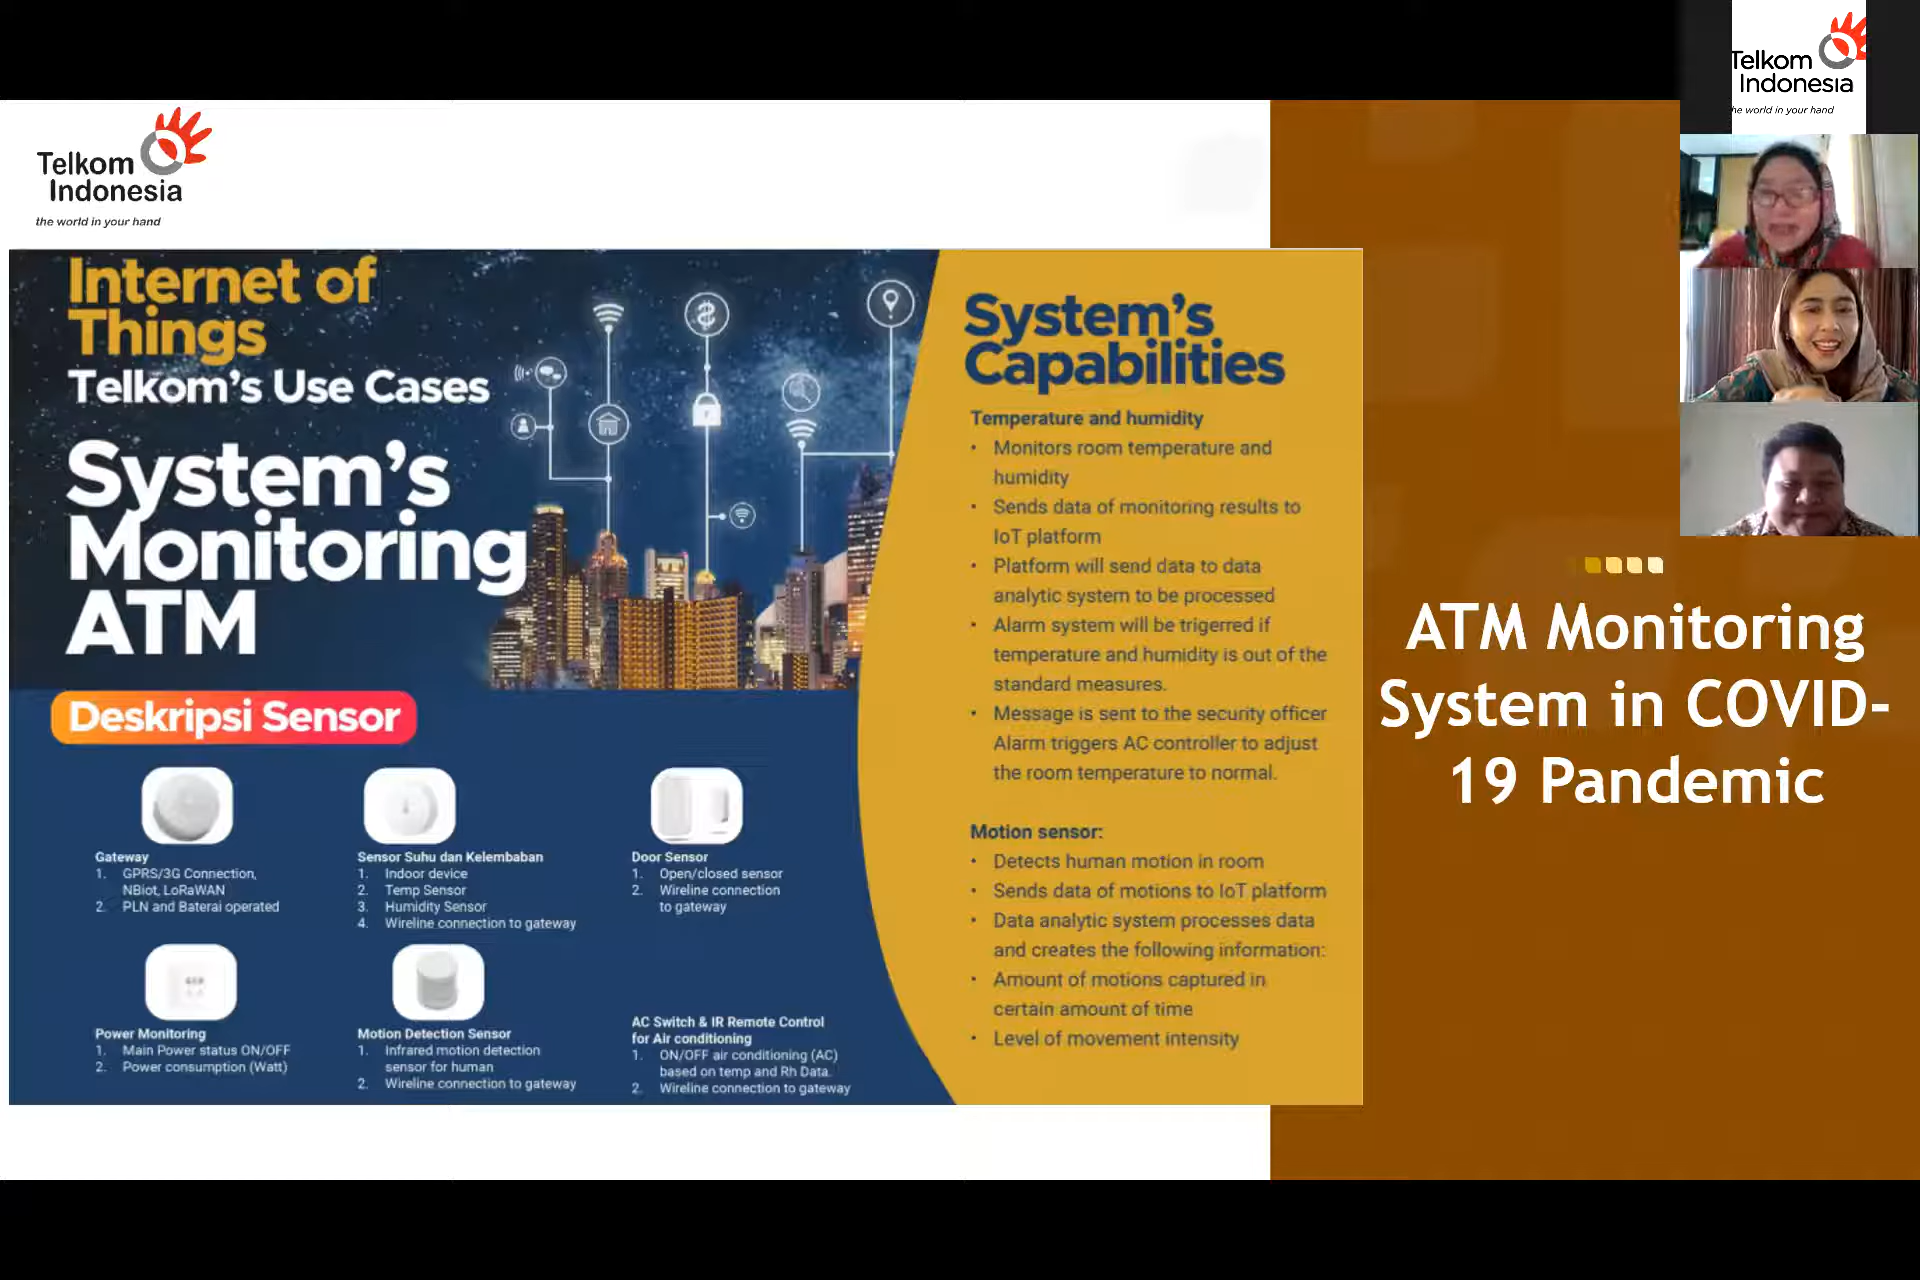 Telkom
Indonesia
the world in your hand
Telkom
Indonesia
he world in your hand
Internet of
Things
Telkom's Use Cases
System's
Monitoring
ATM
Deskripsi Sensor
Gateway
1. GPRS/3G Connection,
NBiot, LoRaWAN
2. PLN and Baterai operated
Sensor Suhu dan Kelembaban
1. Indoor device
2. Temp Sensor
3. Humidity Sensor
4. Wireline connection to gateway
Door Sensor
1. Open/closed sensor
2. Wireline connection
to gateway
Power Monitoring
1. Main Power status ON/OFF
2. Power consumption (Watt)
Motion Detection Sensor
1. Infrared motion detection
sensor for human
2. Wireline connection to gateway
AC Switch & IR Remote Control
for Air conditioning
1. ON/OFF air conditioning (AC)
based on temp and Rh Data.
2. Wireline connection to gateway
System's
Capabilities
Temperature and humidity
• Monitors room temperature and
humidity
• Sends data of monitoring results to
IoT platform
• Platform will send data to data
analytic system to be processed
• Alarm system will be trigerred if
temperature and humidity is out of the
standard measures.
• Message is sent to the security officer
Alarm triggers AC controller to adjust
the room temperature to normal.
Motion sensor:
• Detects human motion in room
• Sends data of motions to IoT platform
• Data analytic system processes data
and creates the following information:
• Amount of motions captured in
certain amount of time
• Level of movement intensity
ATM Monitoring
System in COVID-
19 Pandemic